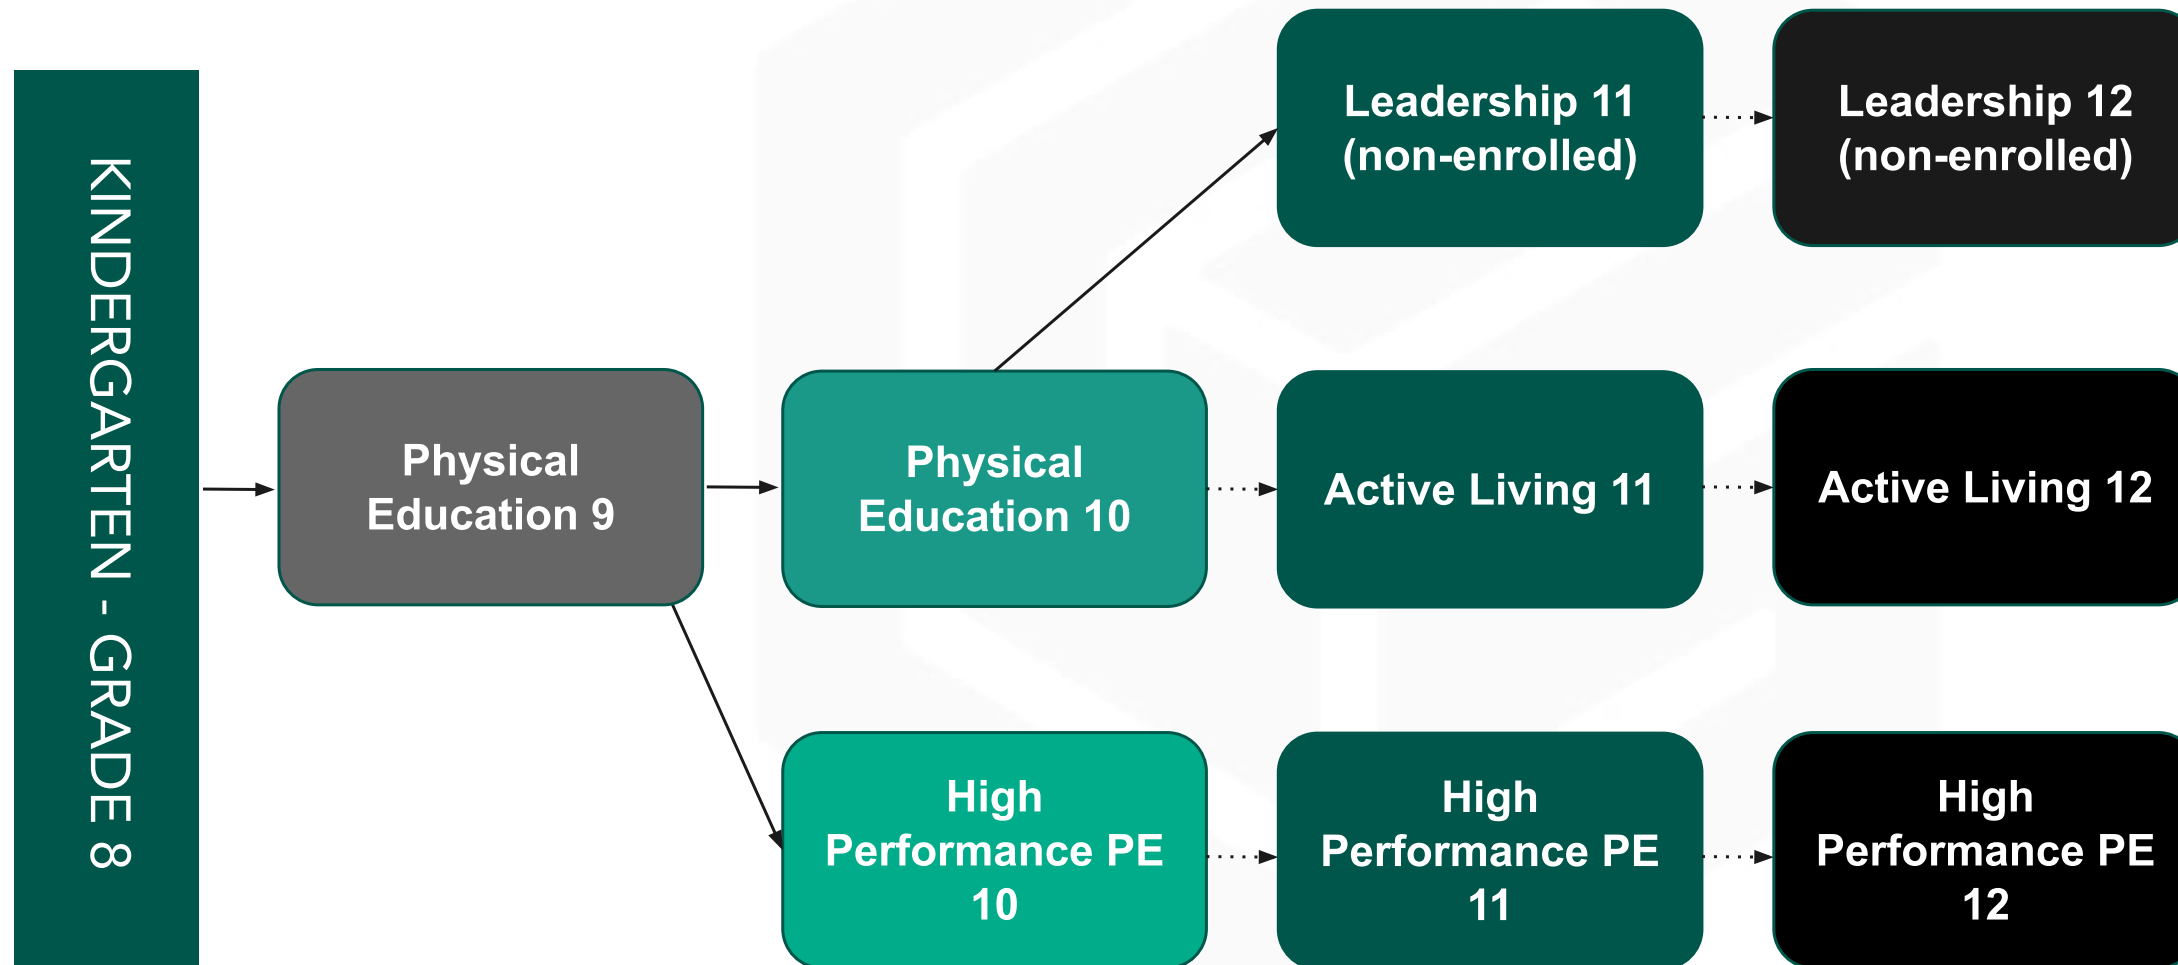 KINDERGARTEN - GRADE 8
Physical
Education 9
Physical
Education 10
High
Performance PE
10
Leadership 11
(non-enrolled)
Active Living 11
High
Performance PE
11
Leadership 12
(non-enrolled)
Active Living 12
High
Performance PE
12